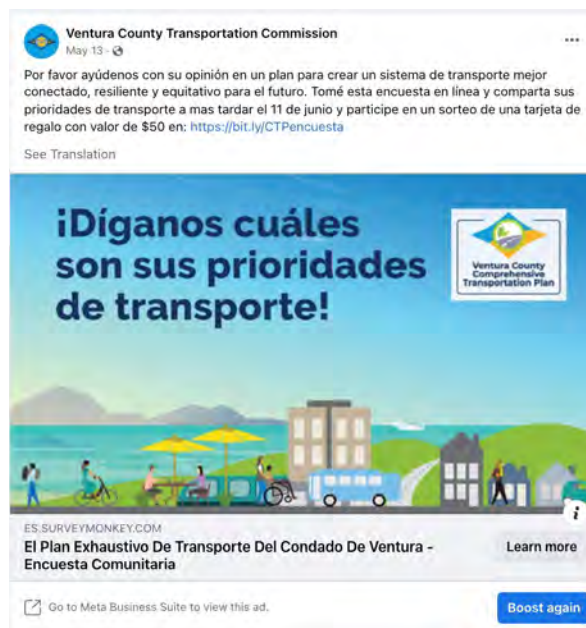 Ventura County Transportation Commission
May 13 ·
Por favor ayúdenos con su opinión en un plan para crear un sistema de transporte mejor
conectado, resiliente y equitativo para el futuro. Tomé esta encuesta en línea y comparta sus
prioridades de transporte a mas tardar el 11 de junio y participe en un sorteo de una tarjeta de
regalo con valor de $50 en: https://bit.ly/CTPencuesta
See Translation
¡Díganos cuáles
son sus prioridades
de transporte!
Ventura County
Comprehensive
Transportation Plan
i
ES.SURVEYMONKEY.COM
El Plan Exhaustivo De Transporte Del Condado De Ventura -
Encuesta Comunitaria
Learn more
Go to Meta Business Suite to view this ad.
Boost again